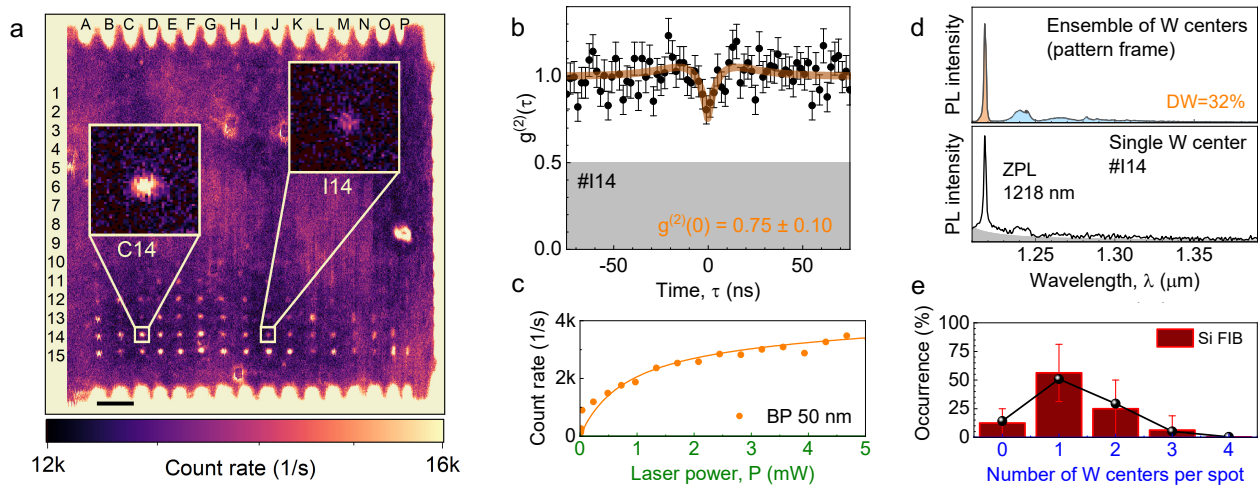 a
A B C D E F G H I J K L M N O P
1
2
3
4
5
6
7
8
9
10
11
12
13
14
15
C14
I14
12k
16k
Count rate (1/s)
b
g(2)(τ)
1.0
0.5
0.0
#I14
g(2)(0) = 0.75 ± 0.10
-50 0 50
Time, τ (ns)
c
Count rate (1/s)
4k
2k
0
BP 50 nm
0 1 2 3 4 5
Laser power, P (mW)
d
PL intensity
Ensemble of W centers
(pattern frame)
DW=32%
PL intensity
Single W center
#I14
ZPL
1218 nm
1.25 1.30 1.35
Wavelength, λ (μm)
e
Occurrence (%)
100
75
50
25
0
Si FIB
0 1 2 3 4
Number of W centers per spot